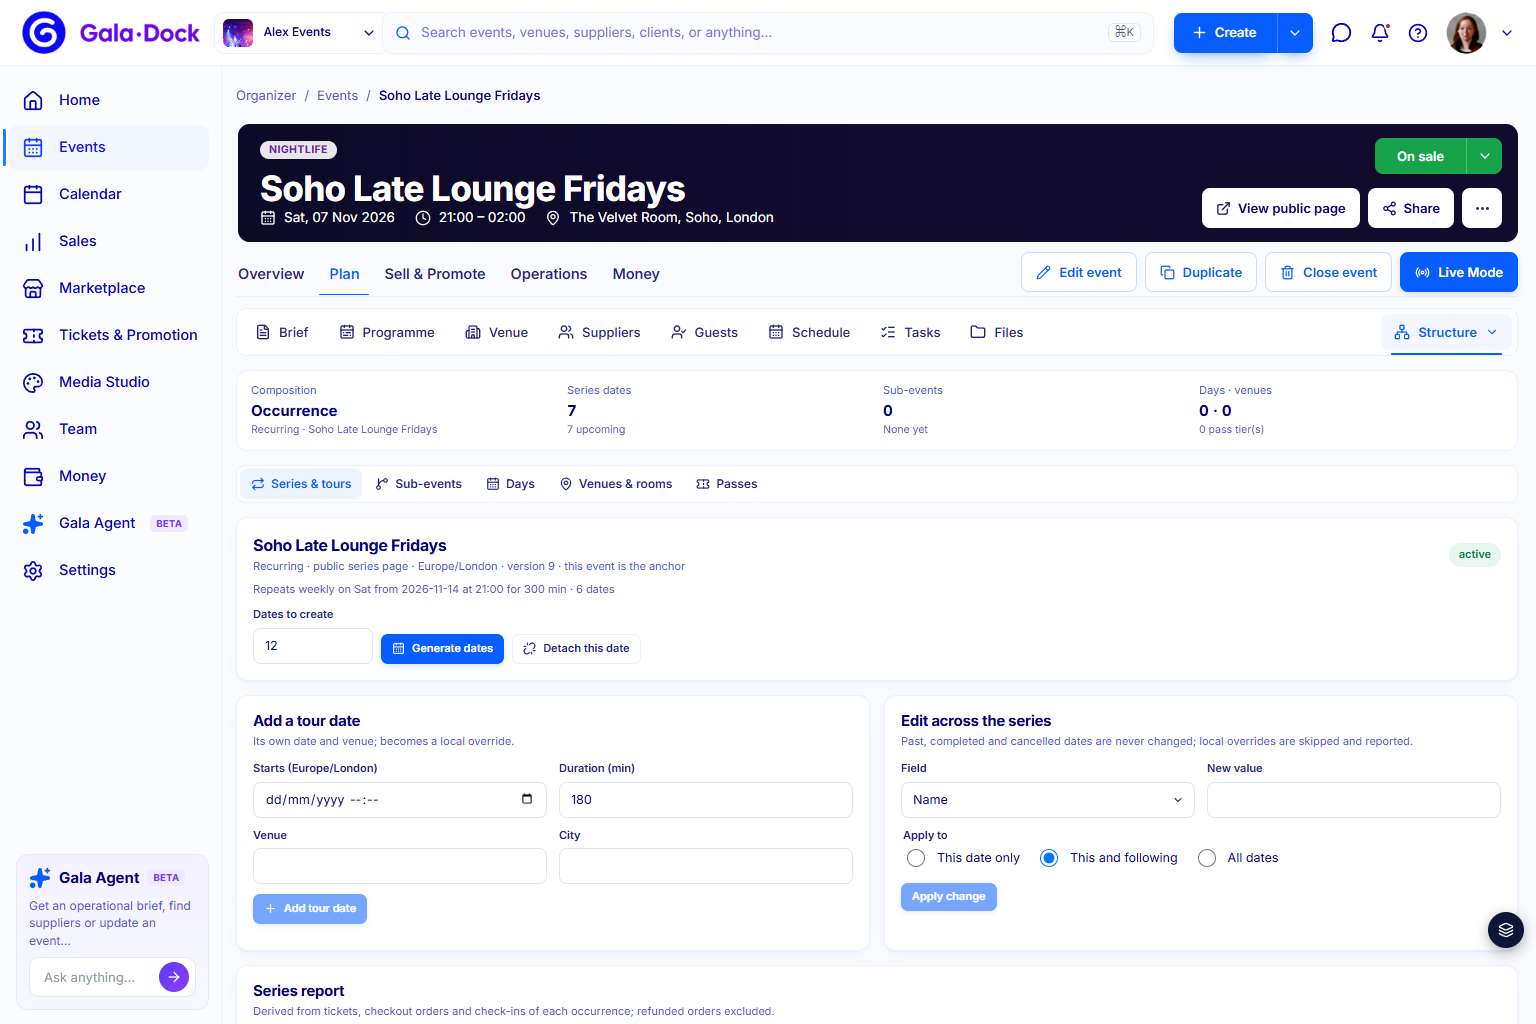 Gala·Dock
Alex Events
Search events, venues, suppliers, clients, or anything...
⌘K
Create
Home
Events
Calendar
Sales
Marketplace
Tickets & Promotion
Media Studio
Team
Money
Gala Agent BETA
Settings
Gala Agent BETA
Get an operational brief, find
suppliers or update an
event...
Ask anything...
Organizer / Events / Soho Late Lounge Fridays
NIGHTLIFE
Soho Late Lounge Fridays
Sat, 07 Nov 2026 21:00 – 02:00 The Velvet Room, Soho, London
On sale
View public page Share ···
Overview Plan Sell & Promote Operations Money
Edit event Duplicate Close event Live Mode
Brief Programme Venue Suppliers Guests Schedule Tasks Files Structure
Composition
Occurrence
Recurring · Soho Late Lounge Fridays
Series dates
7
7 upcoming
Sub-events
0
None yet
Days · venues
0 · 0
0 pass tier(s)
Series & tours Sub-events Days Venues & rooms Passes
Soho Late Lounge Fridays
Recurring · public series page · Europe/London · version 9 · this event is the anchor
active
Repeats weekly on Sat from 2026-11-14 at 21:00 for 300 min · 6 dates
Dates to create
12 Generate dates Detach this date
Add a tour date
Its own date and venue; becomes a local override.
Starts (Europe/London) Duration (min)
dd/mm/yyyy --:-- 180
Venue City
Add tour date
Edit across the series
Past, completed and cancelled dates are never changed; local overrides are skipped and reported.
Field New value
Name
Apply to
This date only This and following All dates
Apply change
Series report
Derived from tickets, checkout orders and check-ins of each occurrence; refunded orders excluded.